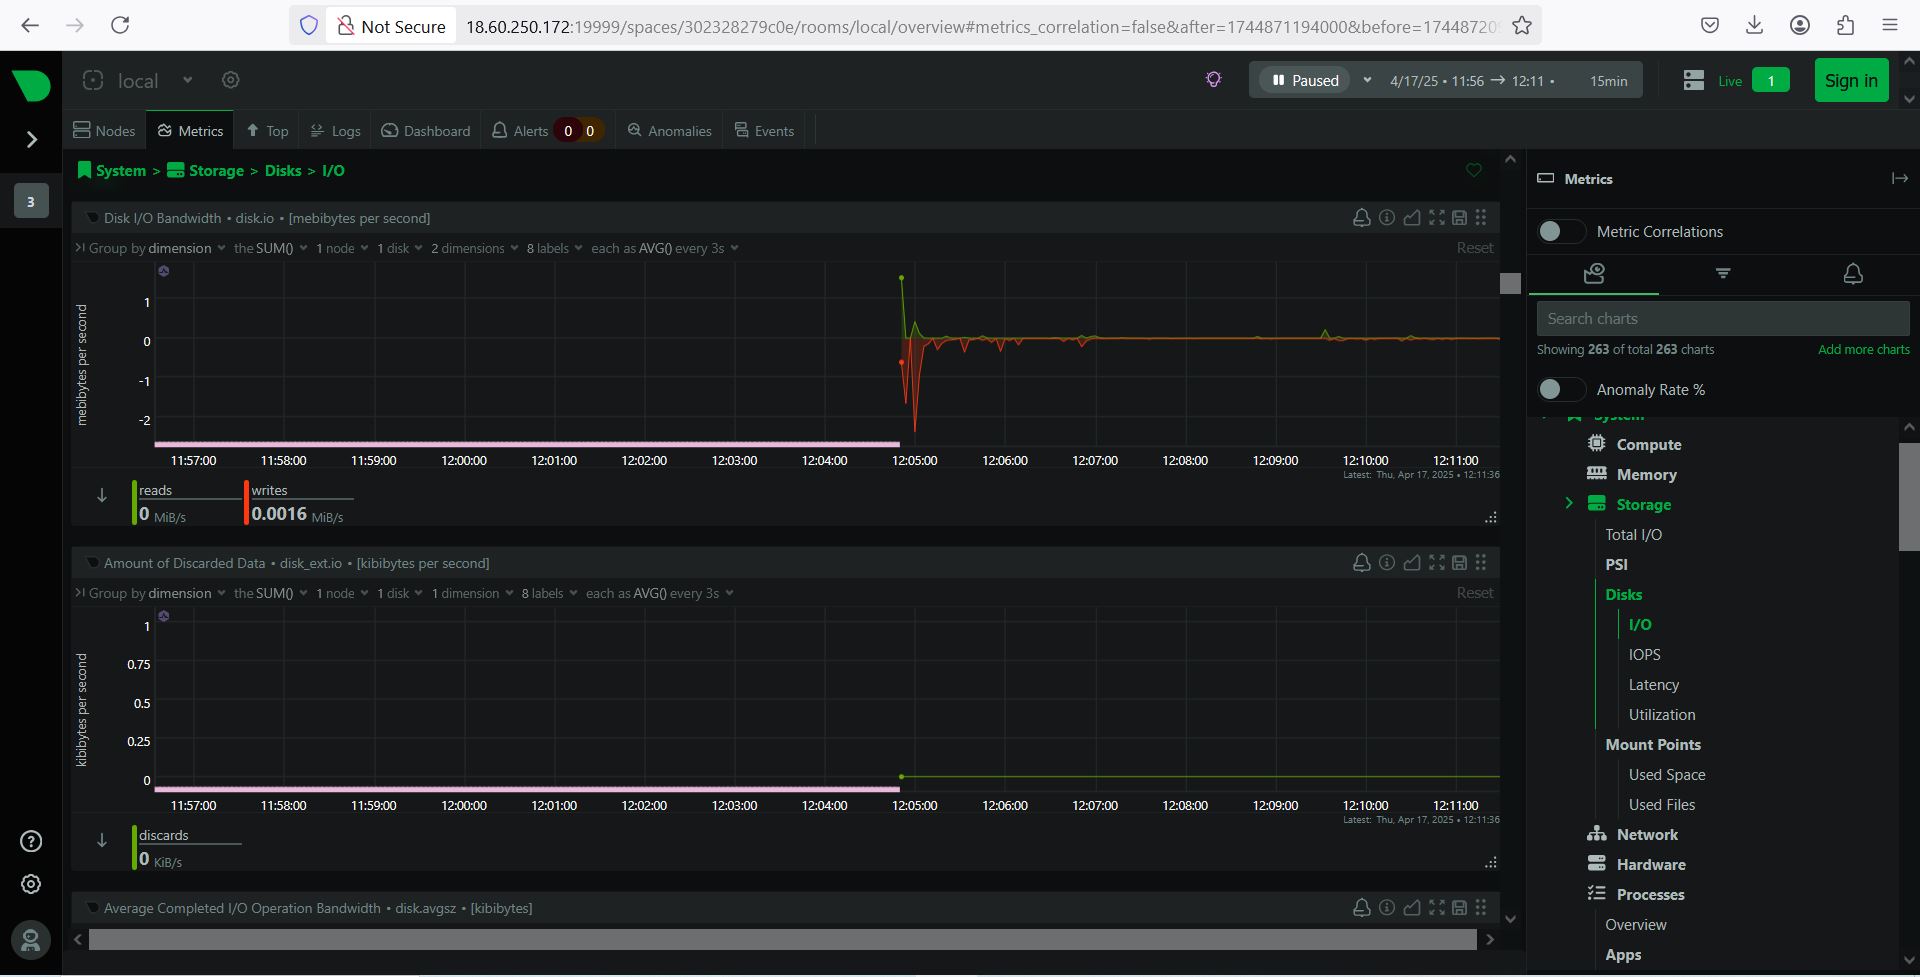 Not Secure 18.60.250.172:19999/spaces/302328279c0e/rooms/local/overview#metrics_correlation=false&after=1744871194000&before=174487209
local Paused 4/17/25 • 11:56 → 12:11 • 15min Live 1 Sign in
Nodes Metrics Top Logs Dashboard Alerts 0 0 Anomalies Events
3
System > Storage > Disks > I/O
Disk I/O Bandwidth • disk.io • [mebibytes per second]
Group by dimension the SUM() 1 node 1 disk 2 dimensions 8 labels each as AVG() every 3s Reset
mebibytes per second
1
0
-1
-2
11:57:00 11:58:00 11:59:00 12:00:00 12:01:00 12:02:00 12:03:00 12:04:00 12:05:00 12:06:00 12:07:00 12:08:00 12:09:00 12:10:00 12:11:00
Latest: Thu, Apr 17, 2025 • 12:11:36
reads writes
0 MiB/s 0.0016 MiB/s
Amount of Discarded Data • disk_ext.io • [kibibytes per second]
Group by dimension the SUM() 1 node 1 disk 1 dimension 8 labels each as AVG() every 3s Reset
kibibytes per second
1
0.75
0.5
0.25
0
11:57:00 11:58:00 11:59:00 12:00:00 12:01:00 12:02:00 12:03:00 12:04:00 12:05:00 12:06:00 12:07:00 12:08:00 12:09:00 12:10:00 12:11:00
Latest: Thu, Apr 17, 2025 • 12:11:36
discards
0 KiB/s
Average Completed I/O Operation Bandwidth • disk.avgsz • [kibibytes]
Metrics
Metric Correlations
Search charts
Showing 263 of total 263 charts Add more charts
Anomaly Rate %
System
Compute
Memory
Storage
Total I/O
PSI
Disks
I/O
IOPS
Latency
Utilization
Mount Points
Used Space
Used Files
Network
Hardware
Processes
Overview
Apps